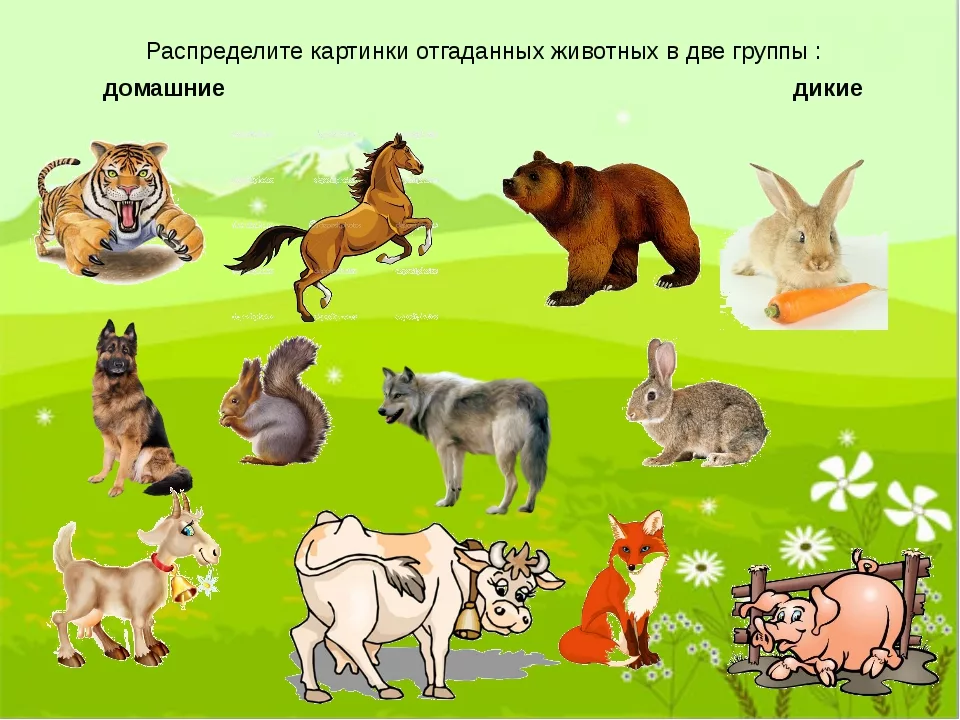 Распределите картинки отгаданных животных в две группы :
домашние дикие